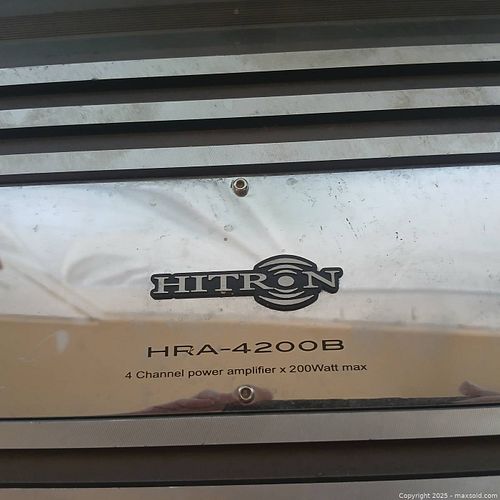 HITRON
HRA-4200B
4 Channel power amplifier x 200Watt max
Copyright 2025 - maxsold.com